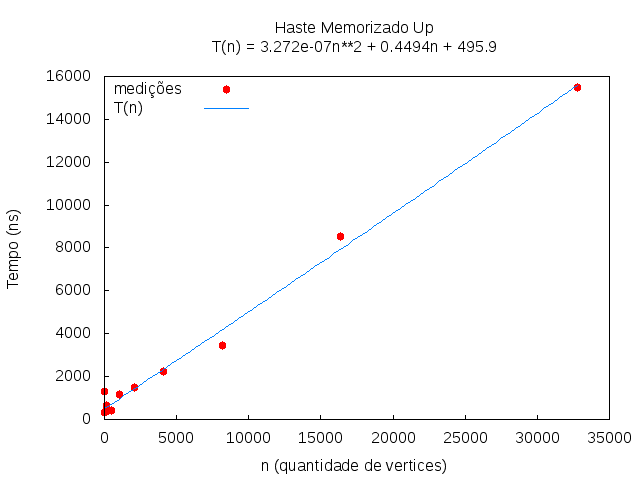 Haste Memorizado Up
T(n) = 3.272e-07n**2 + 0.4494n + 495.9
medições
T(n)
16000
14000
12000
10000
8000
6000
4000
2000
0
Tempo (ns)
0 5000 10000 15000 20000 25000 30000 35000
n (quantidade de vertices)